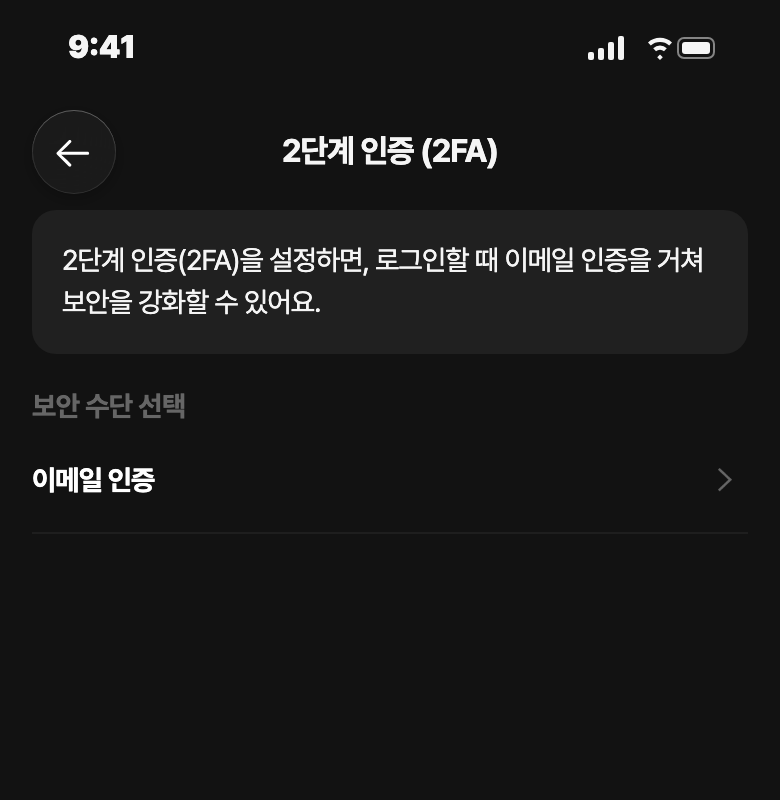 9:41
2단계 인증 (2FA)
2단계 인증(2FA)을 설정하면, 로그인할 때 이메일 인증을 거쳐
보안을 강화할 수 있어요.
보안 수단 선택
이메일 인증